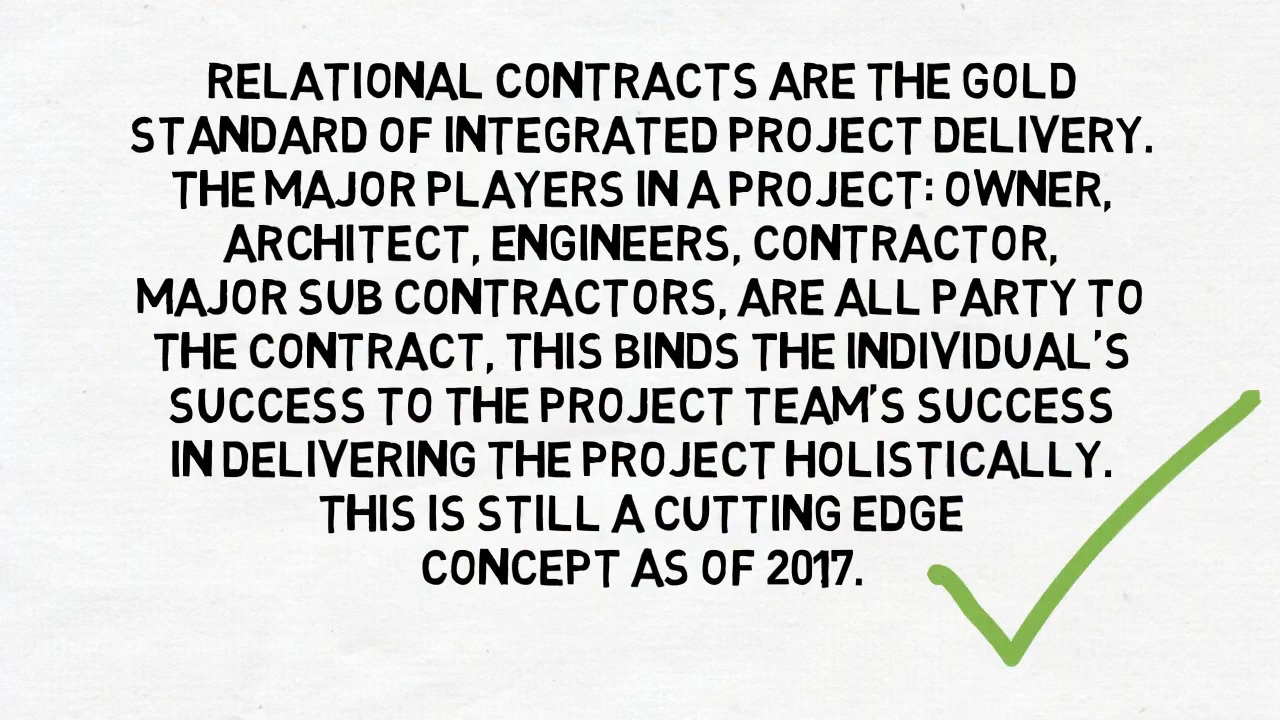 RELATIONAL CONTRACTS ARE THE GOLD
STANDARD OF INTEGRATED PROJECT DELIVERY.
THE MAJOR PLAYERS IN A PROJECT: OWNER,
ARCHITECT, ENGINEERS, CONTRACTOR,
MAJOR SUB CONTRACTORS, ARE ALL PARTY TO
THE CONTRACT, THIS BINDS THE INDIVIDUAL'S
SUCCESS TO THE PROJECT TEAM'S SUCCESS
IN DELIVERING THE PROJECT HOLISTICALLY.
THIS IS STILL A CUTTING EDGE
CONCEPT AS OF 2017.